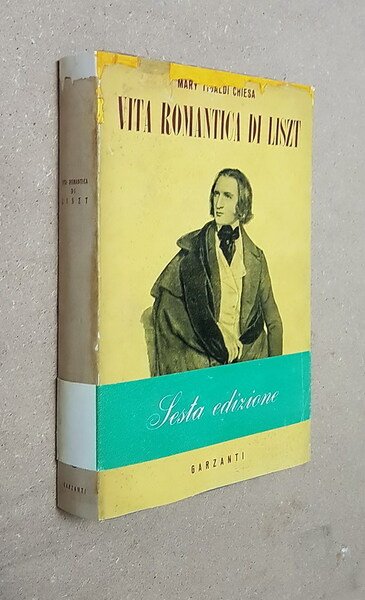 MARY TIBALDI CHIESA
VITA ROMANTICA DI LISZT
Sesta edizione
GARZANTI
VITA ROMANTICA
DI
LISZT
GARZANTI